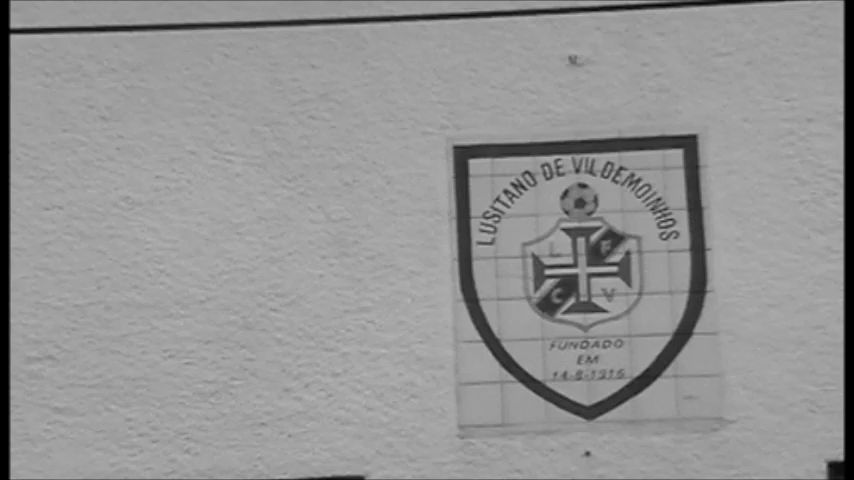 LUSITANO DE VILDEMOINHOS
L F
C V
FUNDADO
EM
14-8-1916